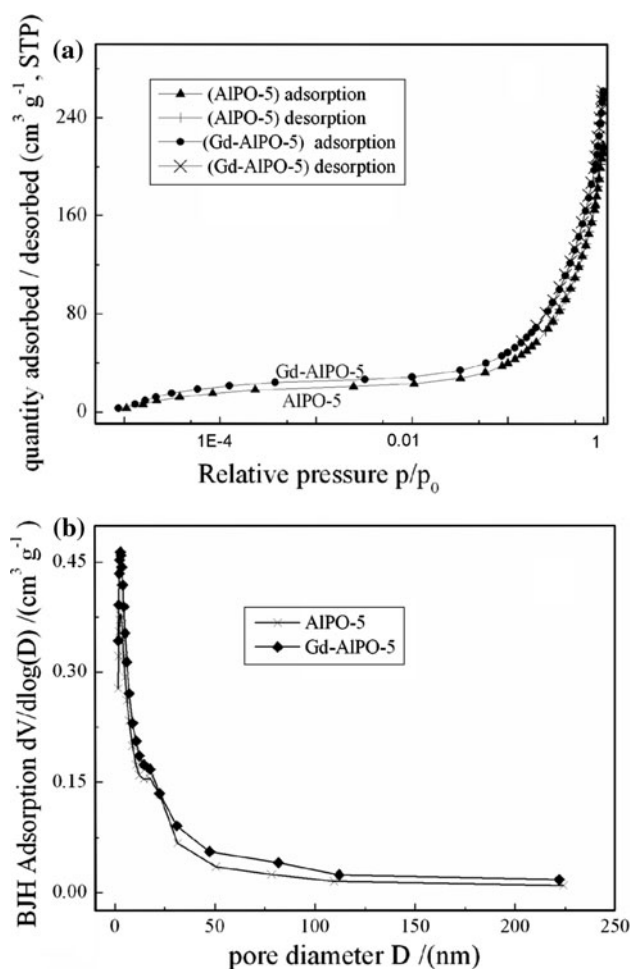 (a)
(AlPO-5) adsorption
(AlPO-5) desorption
(Gd-AlPO-5) adsorption
(Gd-AlPO-5) desorption
quantity adsorbed / desorbed (cm³ g⁻¹, STP)
240
160
80
0
Gd-AlPO-5
AlPO-5
1E-4
0.01
1
Relative pressure p/p₀
(b)
AlPO-5
Gd-AlPO-5
BJH Adsorption dV/dlog(D) /(cm³ g⁻¹)
0.45
0.30
0.15
0.00
0
50
100
150
200
250
pore diameter D /(nm)